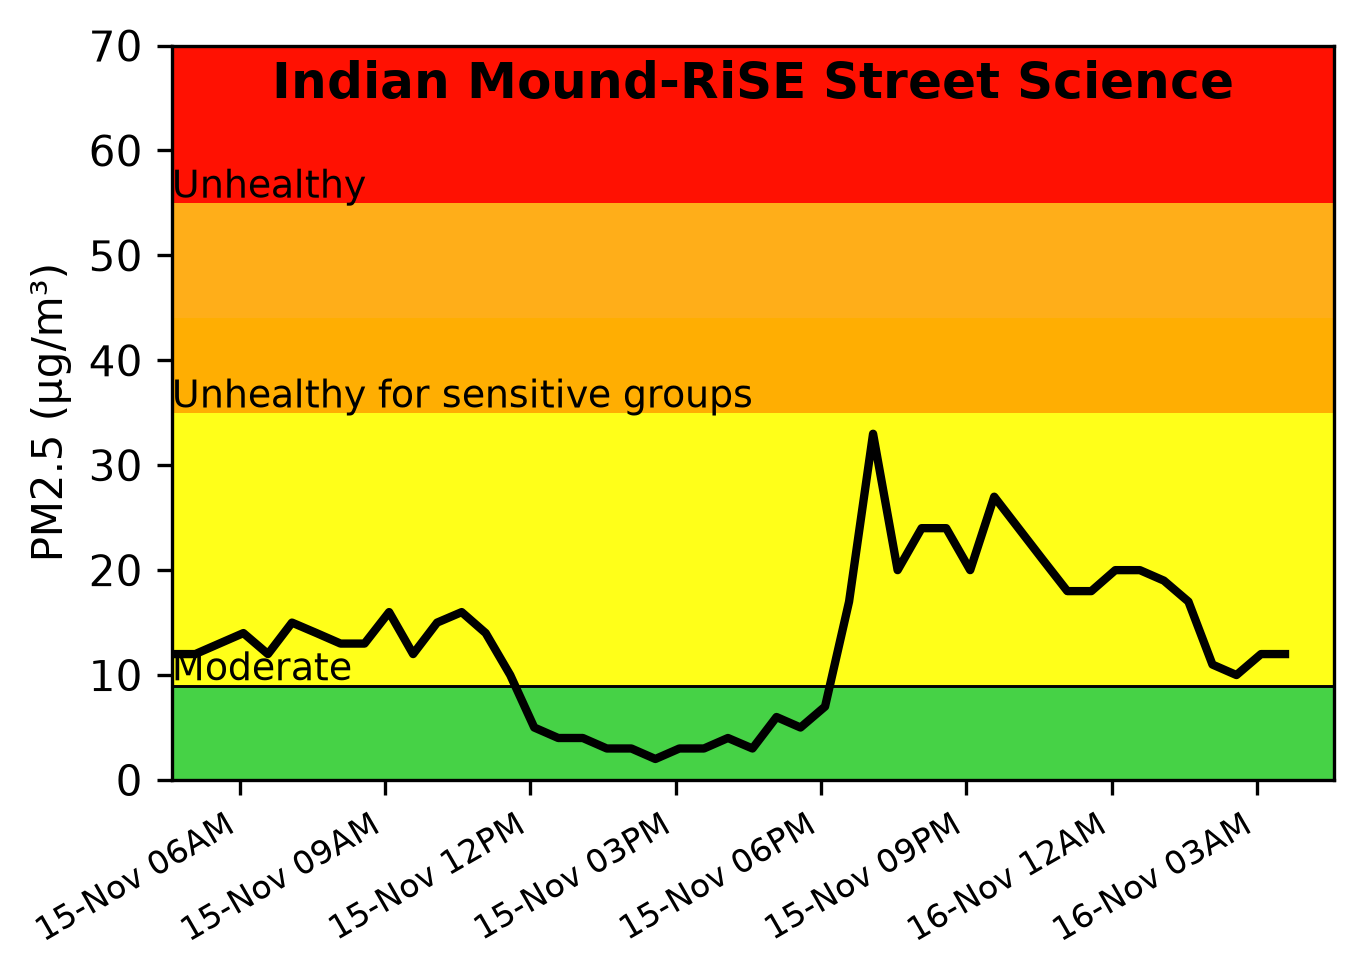 Indian Mound-RiSE Street Science
70
60
Unhealthy
50
40
Unhealthy for sensitive groups
30
20
Moderate
10
0
PM2.5 (µg/m³)
15-Nov 06AM
15-Nov 09AM
15-Nov 12PM
15-Nov 03PM
15-Nov 06PM
15-Nov 09PM
16-Nov 12AM
16-Nov 03AM